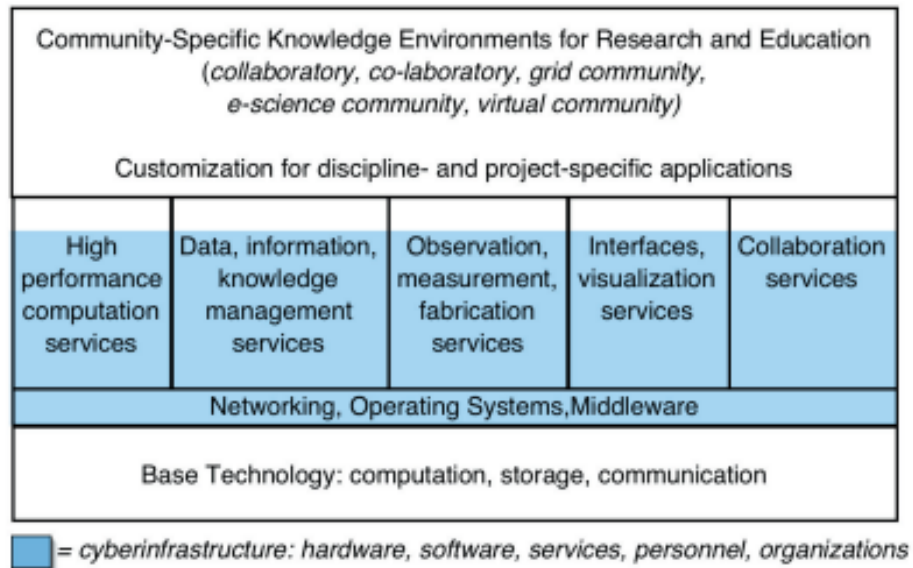 Community-Specific Knowledge Environments for Research and Education
(collaboratory, co-laboratory, grid community,
e-science community, virtual community)
Customization for discipline- and project-specific applications
High
performance
computation
services
Data, information,
knowledge
management
services
Observation,
measurement,
fabrication
services
Interfaces,
visualization
services
Collaboration
services
Networking, Operating Systems,Middleware
Base Technology: computation, storage, communication
= cyberinfrastructure: hardware, software, services, personnel, organizations